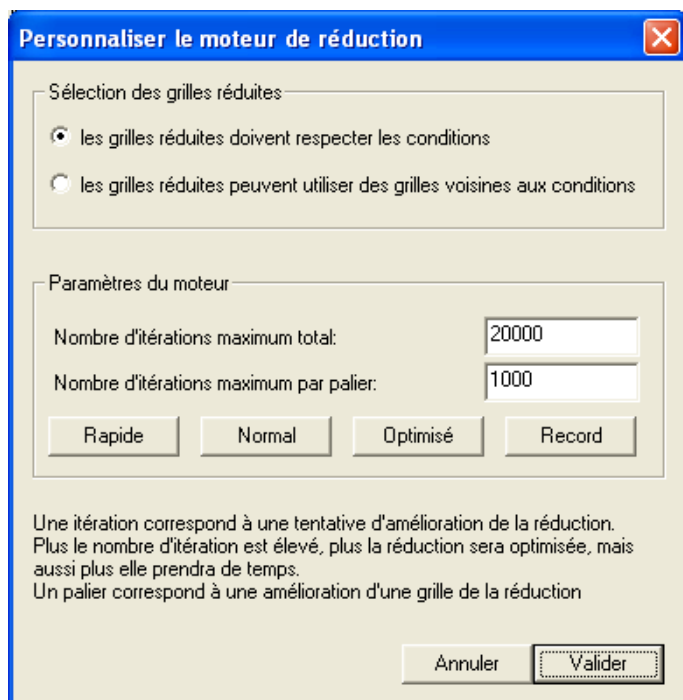 Personnaliser le moteur de réduction
Sélection des grilles réduites
les grilles réduites doivent respecter les conditions
les grilles réduites peuvent utiliser des grilles voisines aux conditions
Paramètres du moteur
Nombre d'itérations maximum total: 20000
Nombre d'itérations maximum par palier: 1000
Rapide Normal Optimisé Record
Une itération correspond à une tentative d'amélioration de la réduction.
Plus le nombre d'itération est élevé, plus la réduction sera optimisée, mais
aussi plus elle prendra de temps.
Un palier correspond à une amélioration d'une grille de la réduction
Annuler Valider